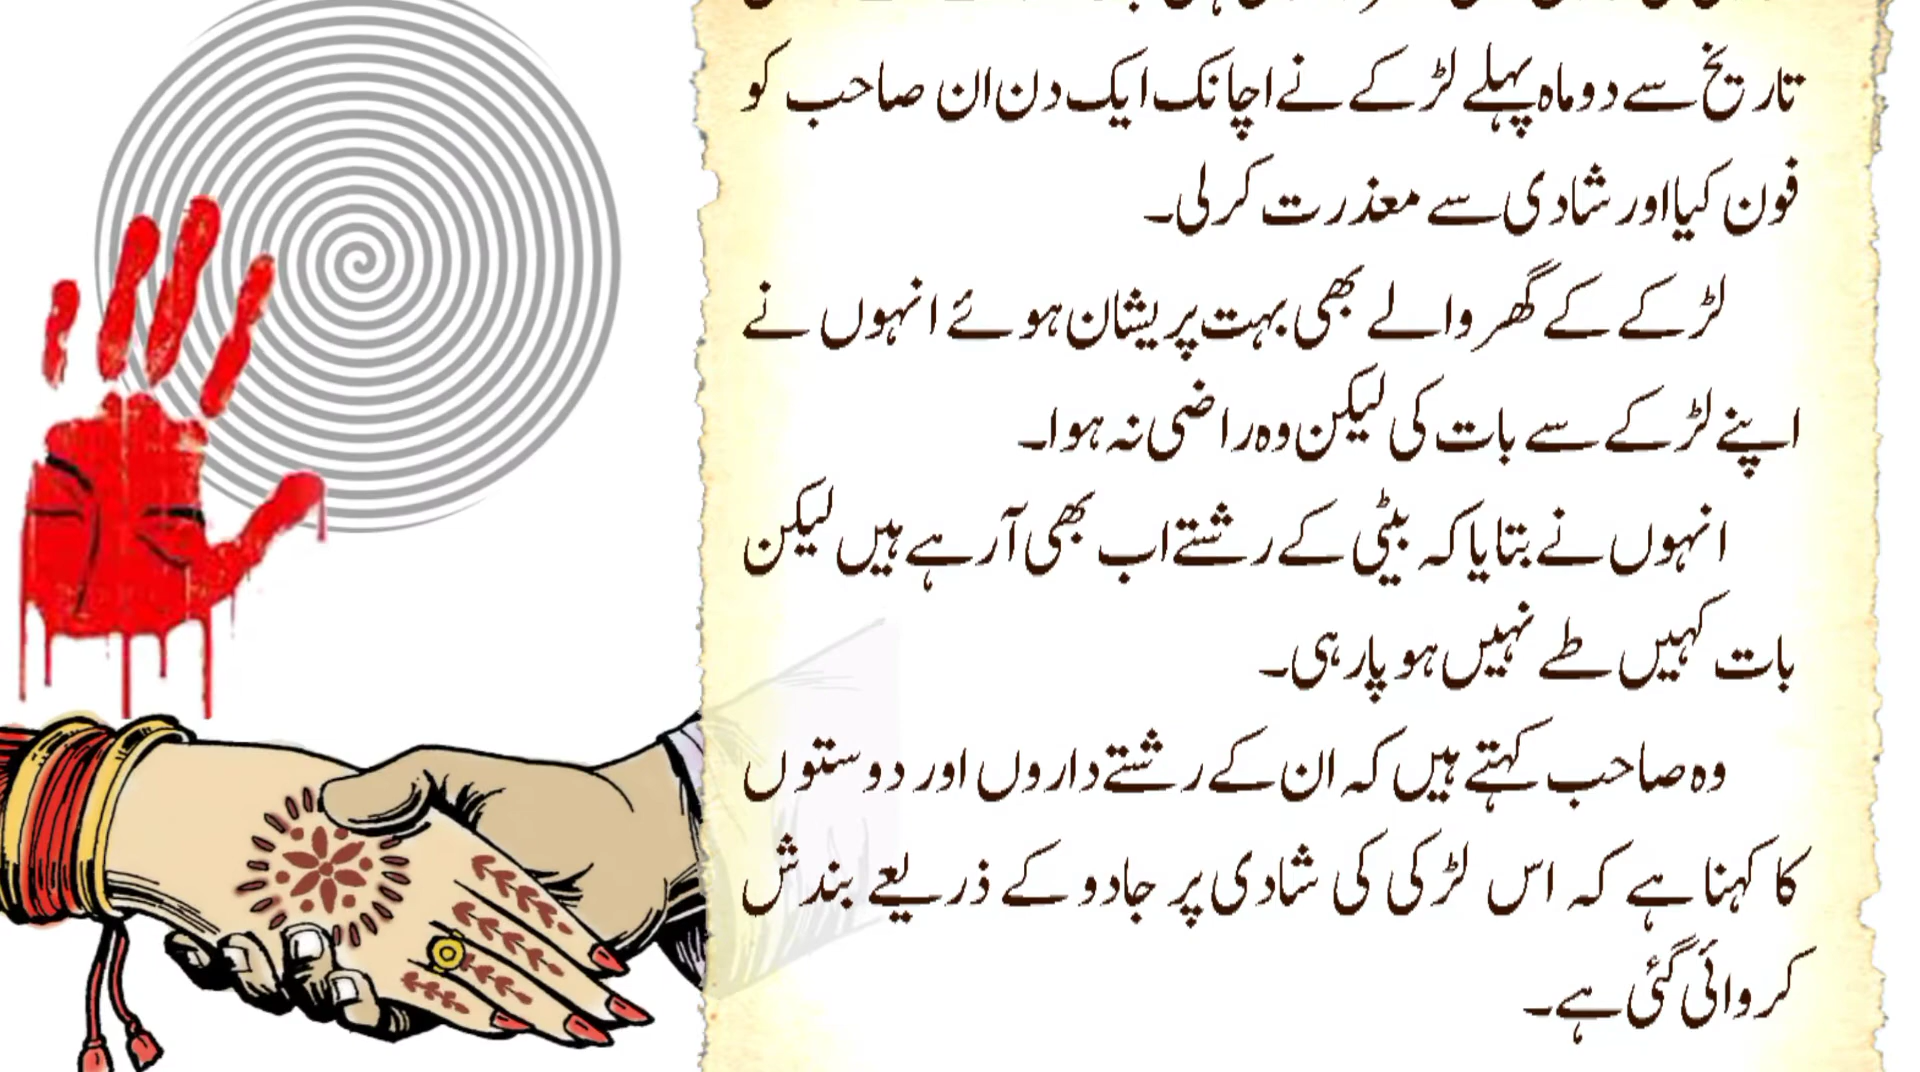 تاریخ سے دو ماہ پہلے لڑکے نے اچانک ایک دن ان صاحب کو
فون کیا اور شادی سے معذرت کرلی۔
لڑکے کے گھر والے بھی بہت پریشان ہوئے انہوں نے
اپنے لڑکے سے بات کی لیکن وہ راضی نہ ہوا۔
انہوں نے بتایا کہ بیٹی کے رشتے اب بھی آرہے ہیں لیکن
بات کہیں طے نہیں ہو پارہی۔
وہ صاحب کہتے ہیں کہ ان کے رشتے داروں اور دوستوں
کا کہنا ہے کہ اس لڑکی کی شادی پر جادو کے ذریعے بندش
کروائی گئی ہے۔